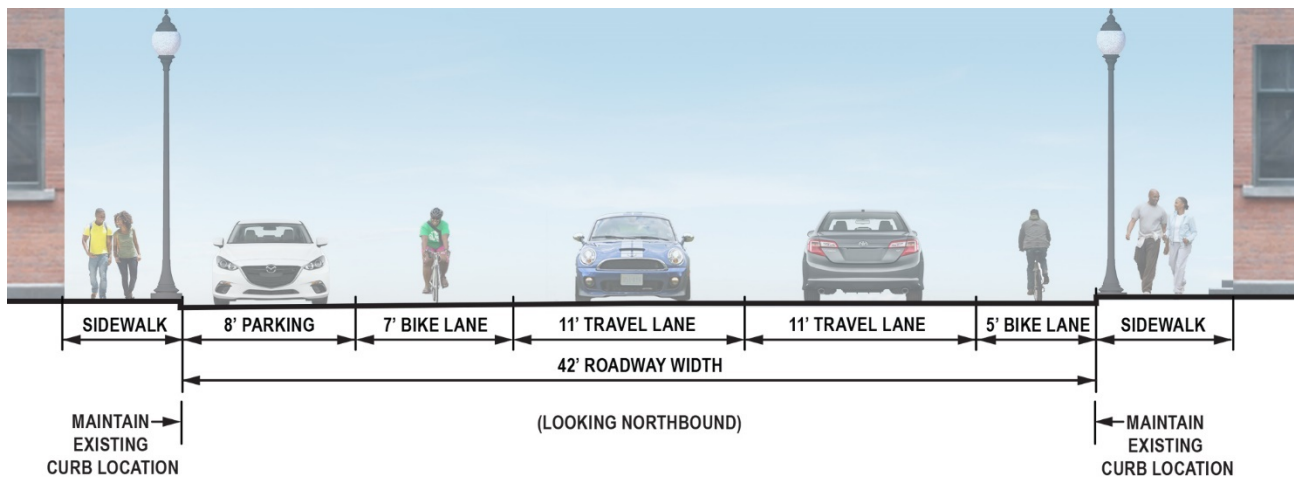 SIDEWALK
8’ PARKING
7’ BIKE LANE
11’ TRAVEL LANE
11’ TRAVEL LANE
5’ BIKE LANE
SIDEWALK
42’ ROADWAY WIDTH
MAINTAIN
EXISTING
CURB LOCATION
(LOOKING NORTHBOUND)
MAINTAIN
EXISTING
CURB LOCATION